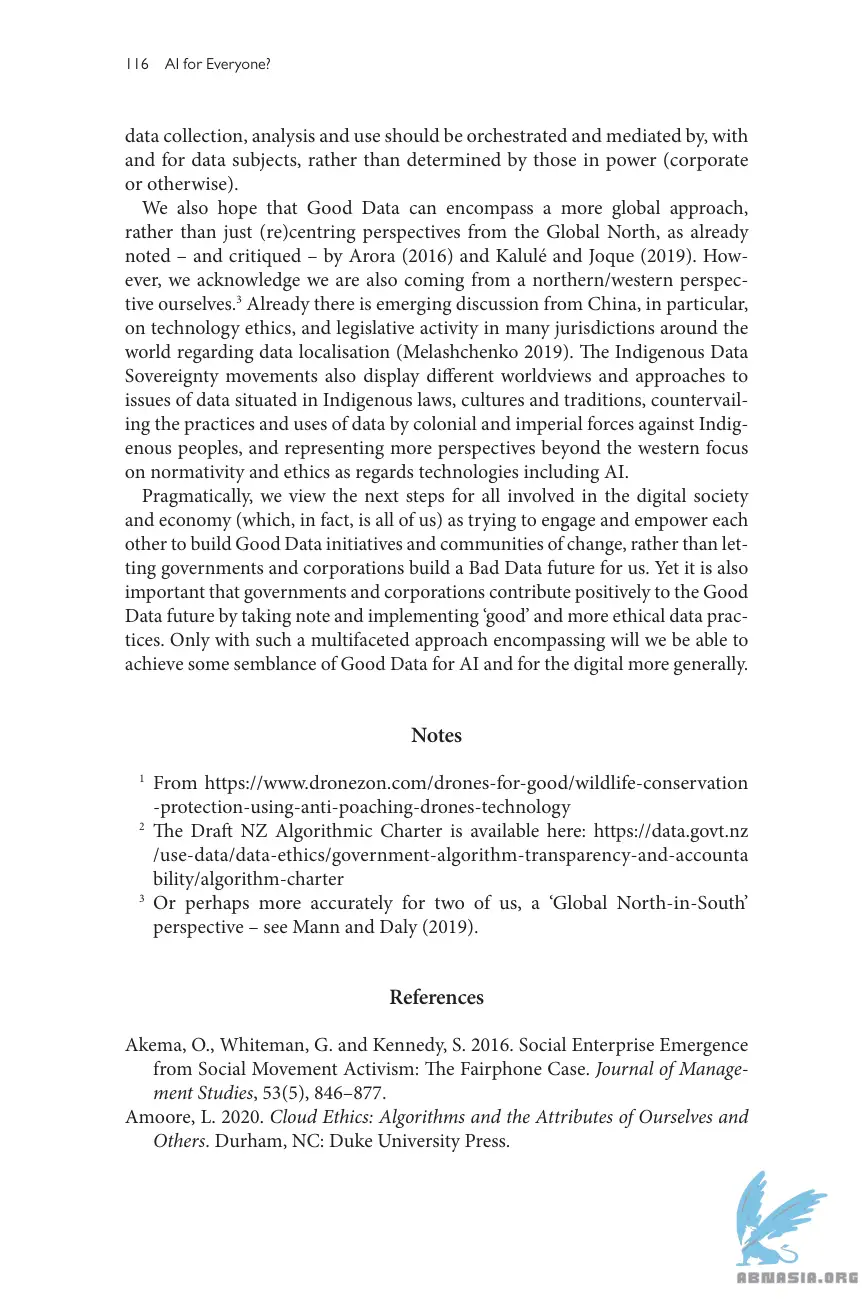 116 AI for Everyone?
data collection, analysis and use should be orchestrated and mediated by, with
and for data subjects, rather than determined by those in power (corporate
or otherwise).
We also hope that Good Data can encompass a more global approach,
rather than just (re)centring perspectives from the Global North, as already
noted – and critiqued – by Arora (2016) and Kalulé and Joque (2019). How-
ever, we acknowledge we are also coming from a northern/western perspec-
tive ourselves.³ Already there is emerging discussion from China, in particular,
on technology ethics, and legislative activity in many jurisdictions around the
world regarding data localisation (Melashchenko 2019). The Indigenous Data
Sovereignty movements also display different worldviews and approaches to
issues of data situated in Indigenous laws, cultures and traditions, countervail-
ing the practices and uses of data by colonial and imperial forces against Indig-
enous peoples, and representing more perspectives beyond the western focus
on normativity and ethics as regards technologies including AI.
Pragmatically, we view the next steps for all involved in the digital society
and economy (which, in fact, is all of us) as trying to engage and empower each
other to build Good Data initiatives and communities of change, rather than let-
ting governments and corporations build a Bad Data future for us. Yet it is also
important that governments and corporations contribute positively to the Good
Data future by taking note and implementing ‘good’ and more ethical data prac-
tices. Only with such a multifaceted approach encompassing will we be able to
achieve some semblance of Good Data for AI and for the digital more generally.
Notes
¹ From https://www.dronezon.com/drones-for-good/wildlife-conservation
-protection-using-anti-poaching-drones-technology
² The Draft NZ Algorithmic Charter is available here: https://data.govt.nz
/use-data/data-ethics/government-algorithm-transparency-and-accounta
bility/algorithm-charter
³ Or perhaps more accurately for two of us, a ‘Global North-in-South’
perspective – see Mann and Daly (2019).
References
Akema, O., Whiteman, G. and Kennedy, S. 2016. Social Enterprise Emergence
from Social Movement Activism: The Fairphone Case. Journal of Manage-
ment Studies, 53(5), 846–877.
Amoore, L. 2020. Cloud Ethics: Algorithms and the Attributes of Ourselves and
Others. Durham, NC: Duke University Press.
ABNASIA.ORG